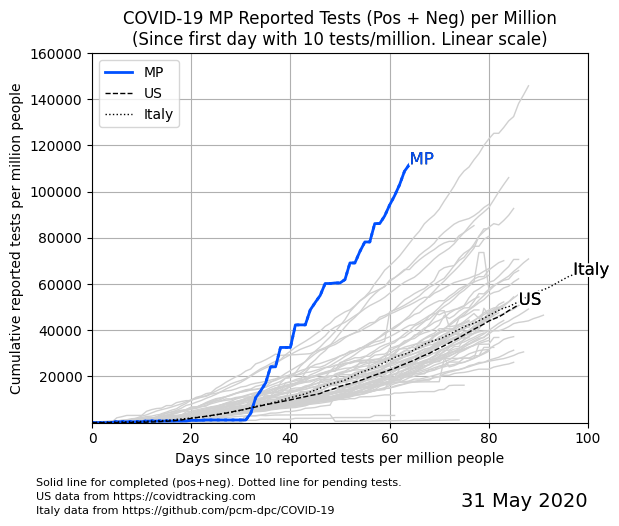 COVID-19 MP Reported Tests (Pos + Neg) per Million
(Since first day with 10 tests/million. Linear scale)
160000
140000
120000
100000
80000
60000
40000
20000
Cumulative reported tests per million people
MP
US
Italy
MP
Italy
US
0
20
40
60
80
100
Days since 10 reported tests per million people
Solid line for completed (pos+neg). Dotted line for pending tests.
US data from https://covidtracking.com
Italy data from https://github.com/pcm-dpc/COVID-19
31 May 2020